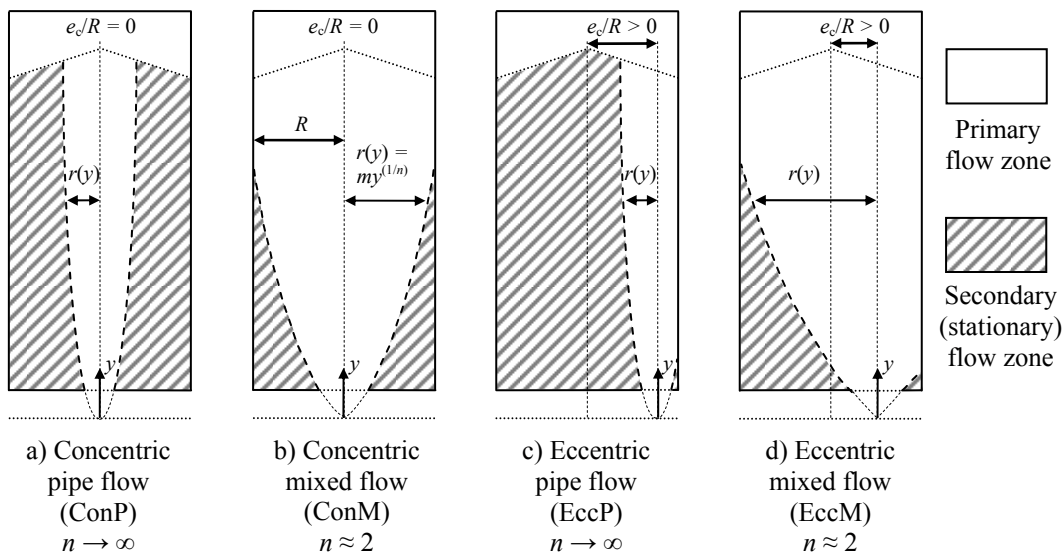 e_c/R = 0
e_c/R = 0
e_c/R > 0
e_c/R > 0
R
r(y) =
my^(1/n)
r(y)
r(y)
r(y)
y
y
y
y
Primary
flow zone
Secondary
(stationary)
flow zone
a) Concentric
pipe flow
(ConP)
n → ∞
b) Concentric
mixed flow
(ConM)
n ≈ 2
c) Eccentric
pipe flow
(EccP)
n → ∞
d) Eccentric
mixed flow
(EccM)
n ≈ 2